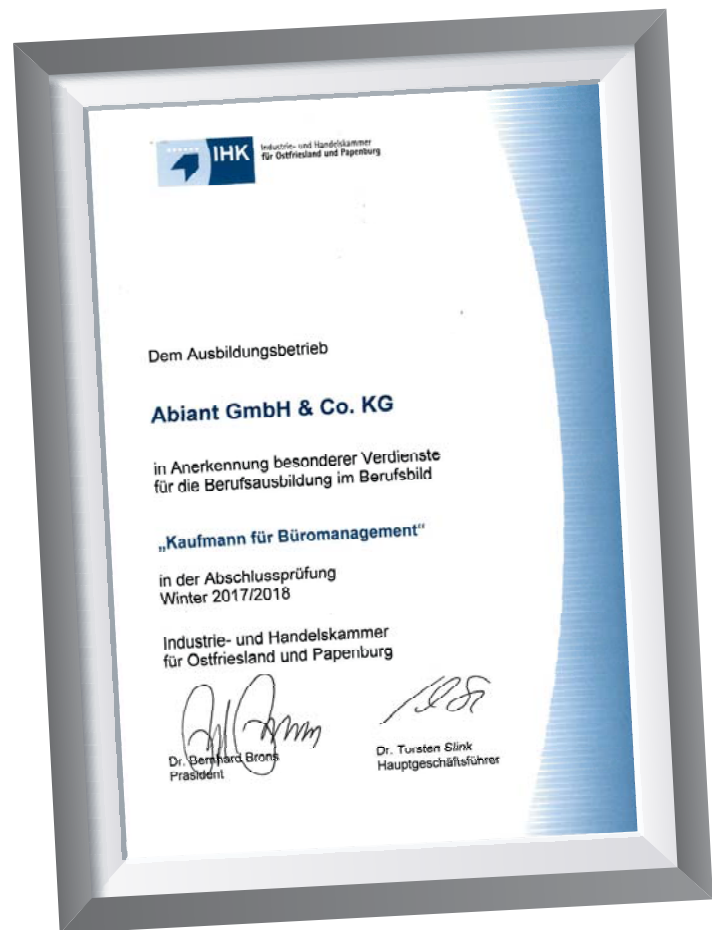 IHK
Industrie- und Handelskammer
für Ostfriesland und Papenburg
Dem Ausbildungsbetrieb
Abiant GmbH & Co. KG
in Anerkennung besonderer Verdienste
für die Berufsausbildung im Berufsbild
„Kaufmann für Büromanagement“
in der Abschlussprüfung
Winter 2017/2018
Industrie- und Handelskammer
für Ostfriesland und Papenburg
Dr. Bernhard Brons
Präsident
Dr. Slink
Hauptgeschäftsführer